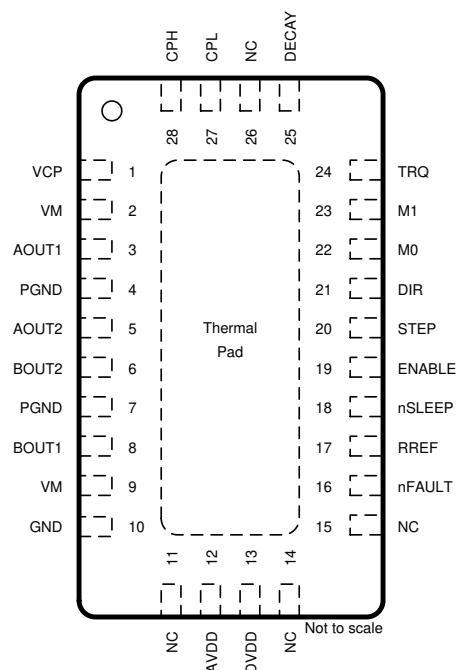 CPH
CPL
NC
DECAY
28
27
26
25
VCP 1
24 TRQ
VM 2
23 M1
AOUT1 3
22 M0
PGND 4
21 DIR
AOUT2 5
20 STEP
BOUT2 6
19 ENABLE
PGND 7
18 nSLEEP
BOUT1 8
17 RREF
VM 9
16 nFAULT
GND 10
15 NC
Thermal
Pad
11
12
13
14
NC
AVDD
DVDD
NC
Not to scale